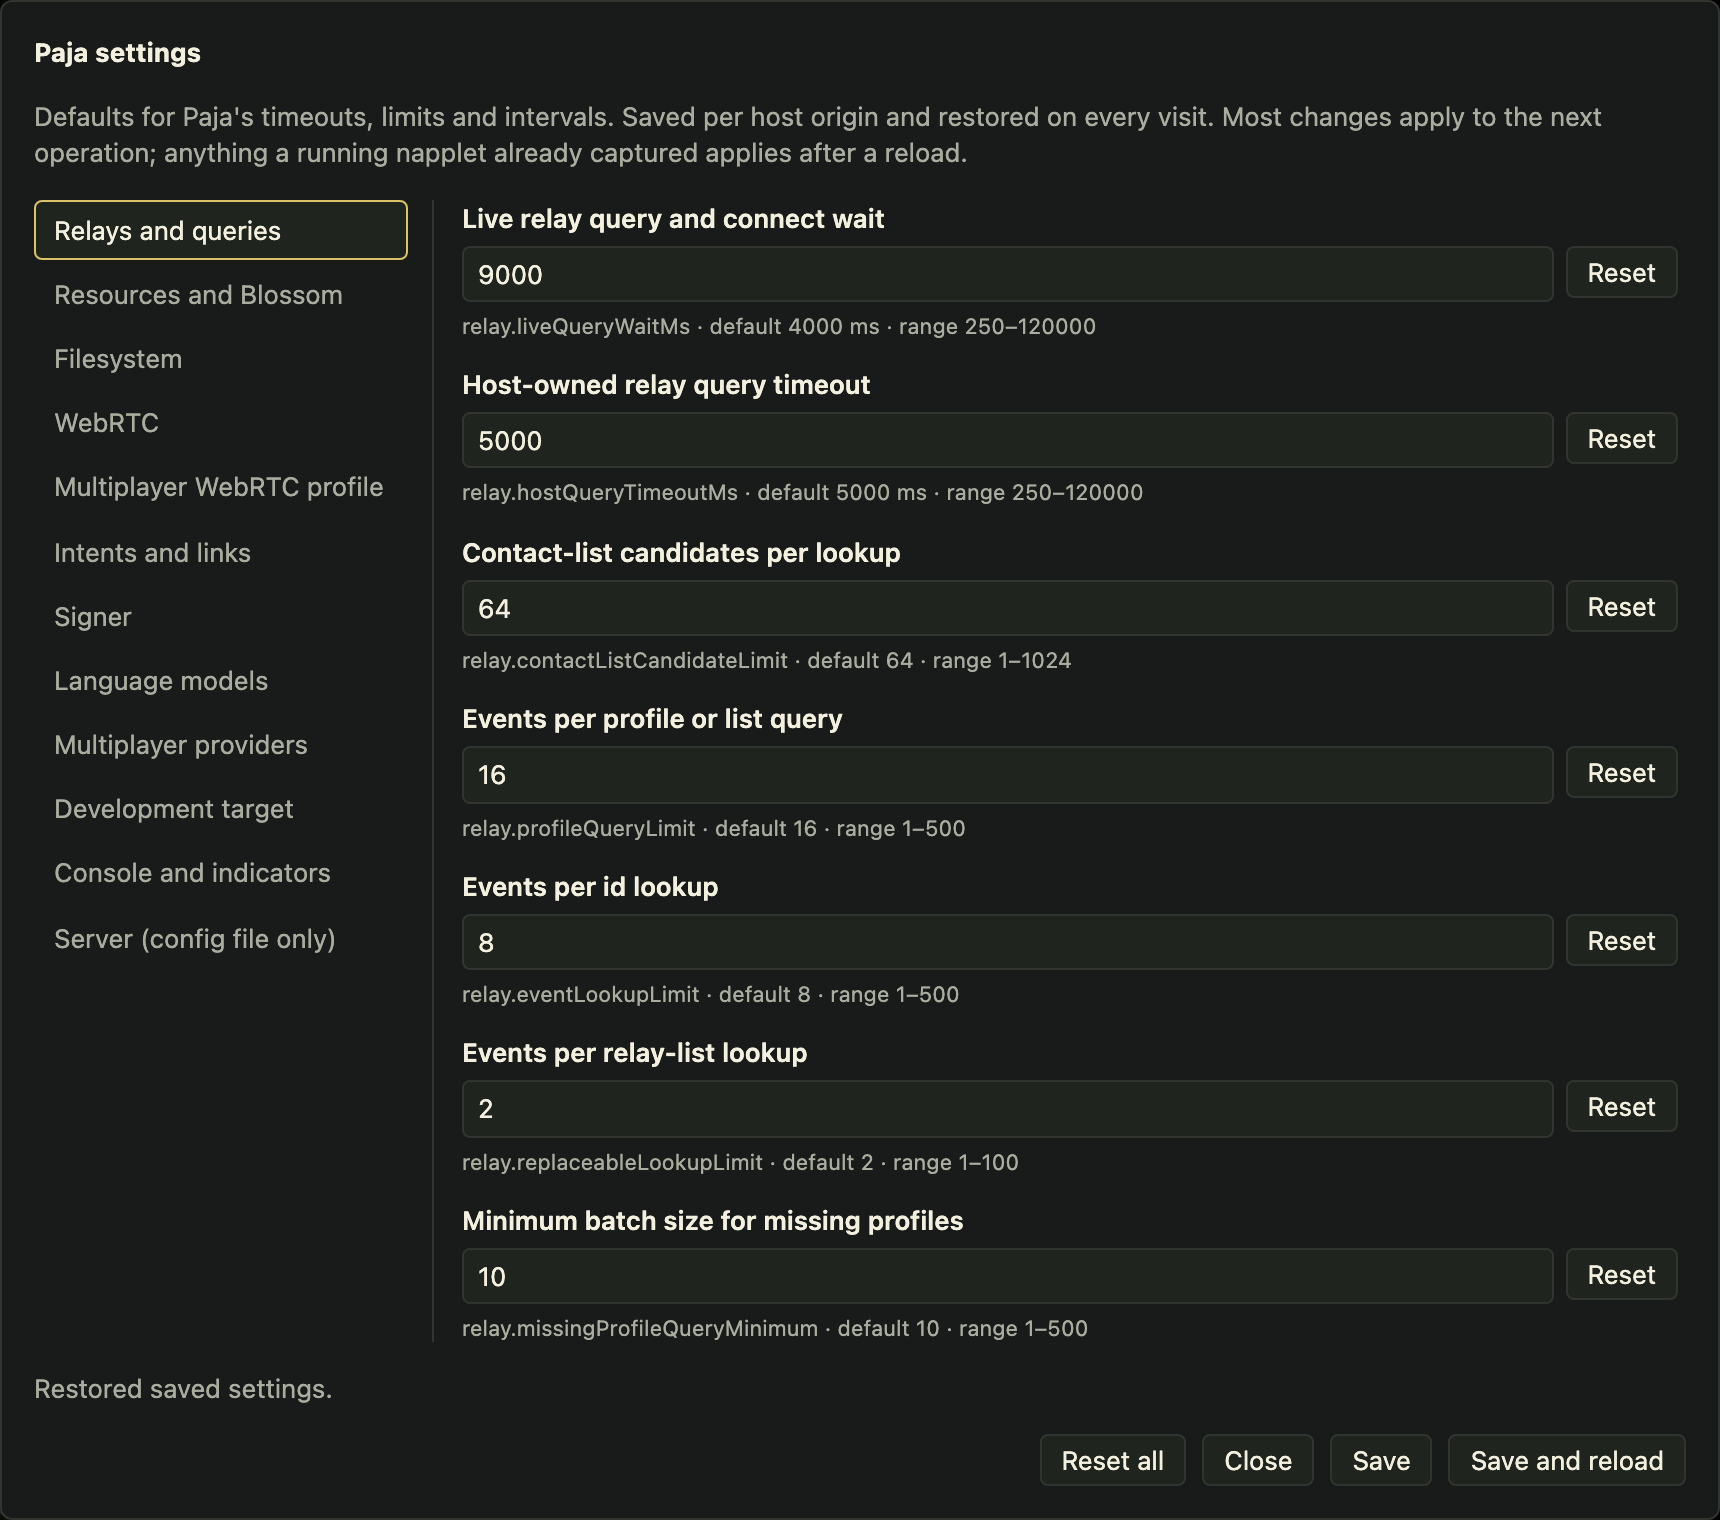 Paja settings
Defaults for Paja's timeouts, limits and intervals. Saved per host origin and restored on every visit. Most changes apply to the next
operation; anything a running napplet already captured applies after a reload.
Relays and queries
Resources and Blossom
Filesystem
WebRTC
Multiplayer WebRTC profile
Intents and links
Signer
Language models
Multiplayer providers
Development target
Console and indicators
Server (config file only)
Live relay query and connect wait
9000 Reset
relay.liveQueryWaitMs · default 4000 ms · range 250–120000
Host-owned relay query timeout
5000 Reset
relay.hostQueryTimeoutMs · default 5000 ms · range 250–120000
Contact-list candidates per lookup
64 Reset
relay.contactListCandidateLimit · default 64 · range 1–1024
Events per profile or list query
16 Reset
relay.profileQueryLimit · default 16 · range 1–500
Events per id lookup
8 Reset
relay.eventLookupLimit · default 8 · range 1–500
Events per relay-list lookup
2 Reset
relay.replaceableLookupLimit · default 2 · range 1–100
Minimum batch size for missing profiles
10 Reset
relay.missingProfileQueryMinimum · default 10 · range 1–500
Restored saved settings.
Reset all Close Save Save and reload